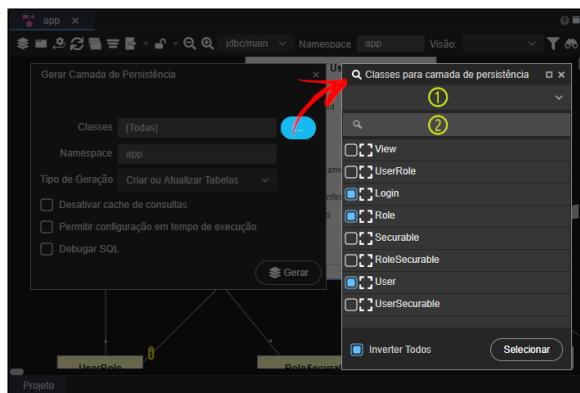 app ×
jdbc/main Namespace app Visão:
Gerar Camada de Persistência ×
Classes [Todas] ...
Namespace app
Tipo de Geração Criar ou Atualizar Tabelas
Desativar cache de consultas
Permitir configuração em tempo de execução
Debugar SQL
Gerar
Classes para camada de persistência ×
1
2
View
UserRole
Login
Role
Securable
RoleSecurable
User
UserSecurable
Inverter Todos Selecionar
UserRole
Projeto